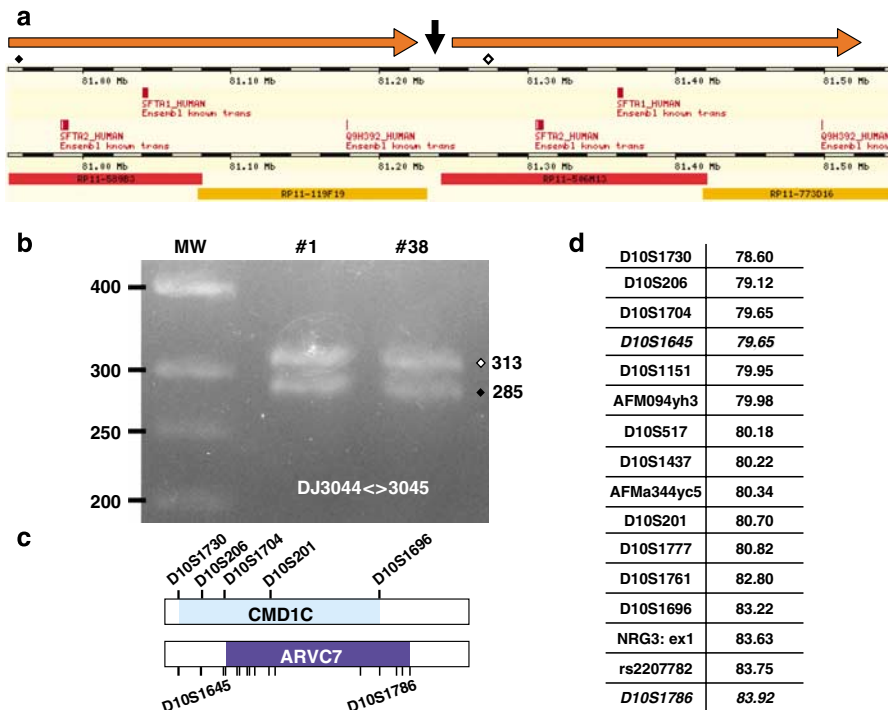 a
81.00 Mb 81.10 Mb 81.20 Mb 81.30 Mb 81.40 Mb 81.50 Mb
SFTA1_HUMAN SFTA1_HUMAN
Ensembl known trans Ensembl known trans
SFTA2_HUMAN Q9H392_HUMAN SFTA2_HUMAN Q9H392_HUMAN
Ensembl known trans Ensembl known trans Ensembl known trans Ensembl known
81.00 Mb 81.10 Mb 81.20 Mb 81.30 Mb 81.40 Mb 81.50 Mb
RP11-589B3 RP11-506M13
RP11-119F19 RP11-773D16
b
MW #1 #38
400
300
250
200
313
285
DJ3044<>3045
c
D10S1730 D10S206 D10S1704 D10S201 D10S1696
CMD1C
ARVC7
D10S1645 D10S1786
d
D10S1730 78.60
D10S206 79.12
D10S1704 79.65
D10S1645 79.65
D10S1151 79.95
AFM094yh3 79.98
D10S517 80.18
D10S1437 80.22
AFMa344yc5 80.34
D10S201 80.70
D10S1777 80.82
D10S1761 82.80
D10S1696 83.22
NRG3: ex1 83.63
rs2207782 83.75
D10S1786 83.92